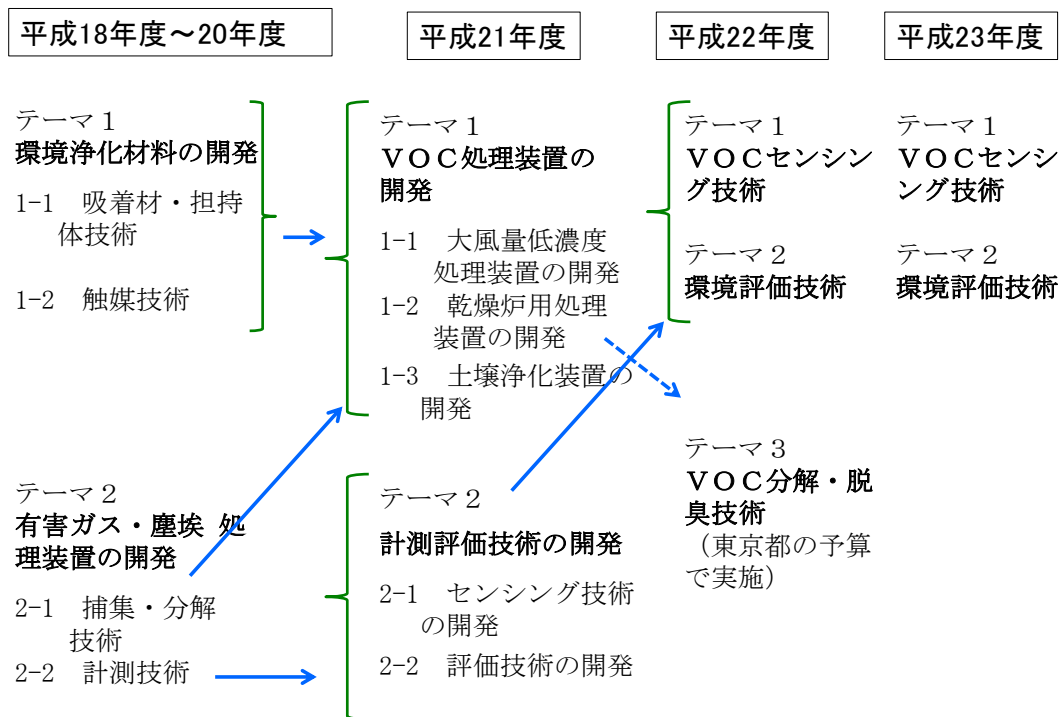 平成18年度～20年度
平成21年度
平成22年度
平成23年度
テーマ１
環境浄化材料の開発
1-1　吸着材・担持
体技術
1-2　触媒技術
テーマ２
有害ガス・塵埃 処
理装置の開発
2-1　捕集・分解
技術
2-2　計測技術
テーマ１
ＶＯＣ処理装置の
開発
1-1　大風量低濃度
処理装置の開発
1-2　乾燥炉用処理
装置の開発
1-3　土壌浄化装置の
開発
テーマ２
計測評価技術の開発
2-1　センシング技術
の開発
2-2　評価技術の開発
テーマ１
ＶＯＣセンシン
グ技術
テーマ２
環境評価技術
テーマ３
ＶＯＣ分解・脱
臭技術
（東京都の予算
で実施）
テーマ１
ＶＯＣセンシ
ング技術
テーマ２
環境評価技術